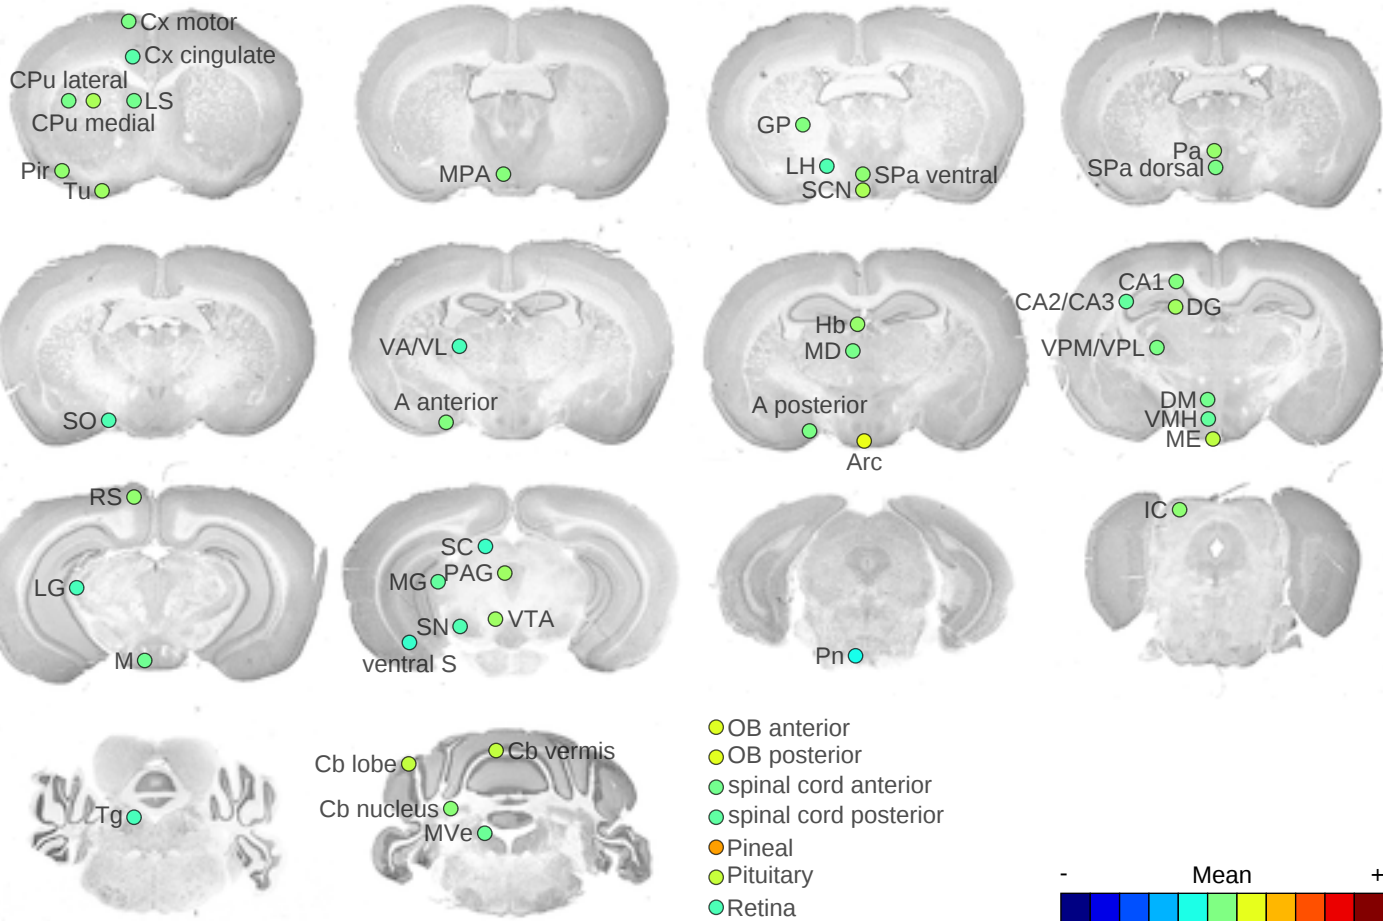 Cx motor
Cx cingulate
CPu lateral
LS
CPu medial
Pir
Tu
MPA
GP
LH
SPa ventral
SCN
Pa
SPa dorsal
SO
VA/VL
A anterior
Hb
MD
A posterior
Arc
CA1
CA2/CA3
DG
VPM/VPL
DM
VMH
ME
RS
LG
M
SC
MG
PAG
SN
VTA
ventral S
Pn
IC
Tg
Cb lobe
Cb vermis
Cb nucleus
MVe
OB anterior
OB posterior
spinal cord anterior
spinal cord posterior
Pineal
Pituitary
Retina
- Mean +